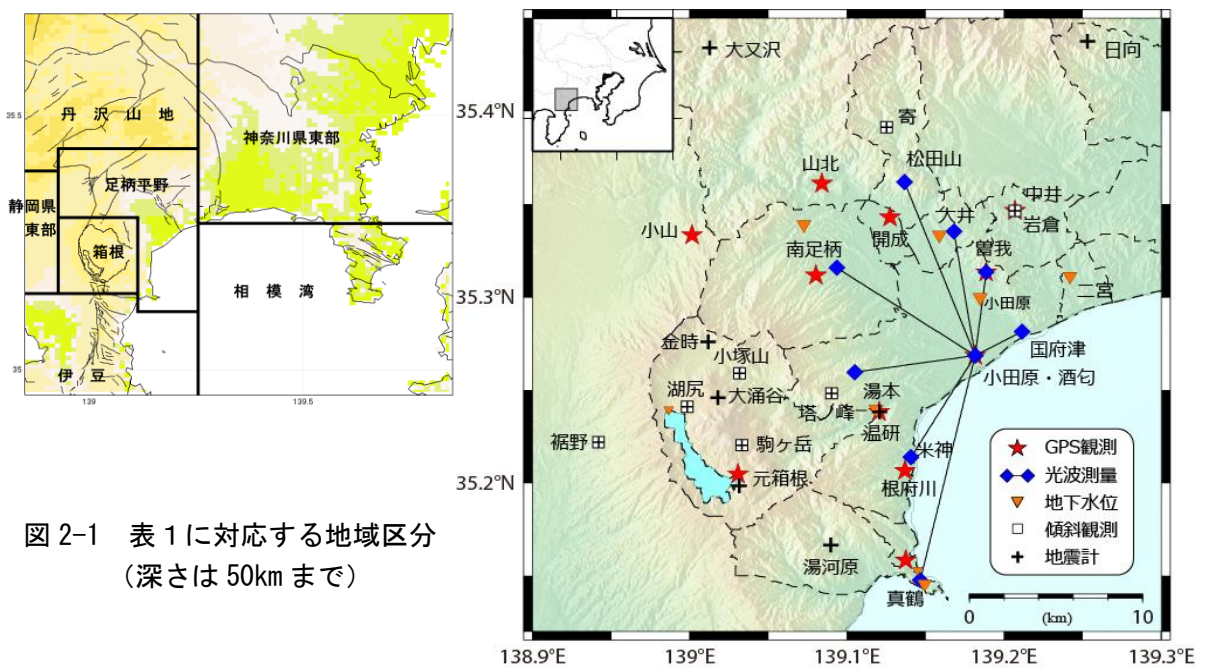 35.5
35
139
139.5
丹 沢 山 地
神奈川県東部
足柄平野
静岡県
東部
箱根
相 模 湾
伊 豆
図 2-1 表１に対応する地域区分
(深さは 50km まで)
35.4°N
35.3°N
35.2°N
138.9°E
139°E
139.1°E
139.2°E
139.3°E
大又沢
日向
寄
山北
松田山
中井
岩倉
小山
開成
大井
南足柄
曽我
小田原
二宮
国府津
小田原・酒匂
金時
小塚山
湖尻
大涌谷
塔ノ峰
湯本
温研
裾野
駒ヶ岳
米神
元箱根
根府川
湯河原
真鶴
GPS観測
光波測量
地下水位
傾斜観測
地震計
0
(km)
10